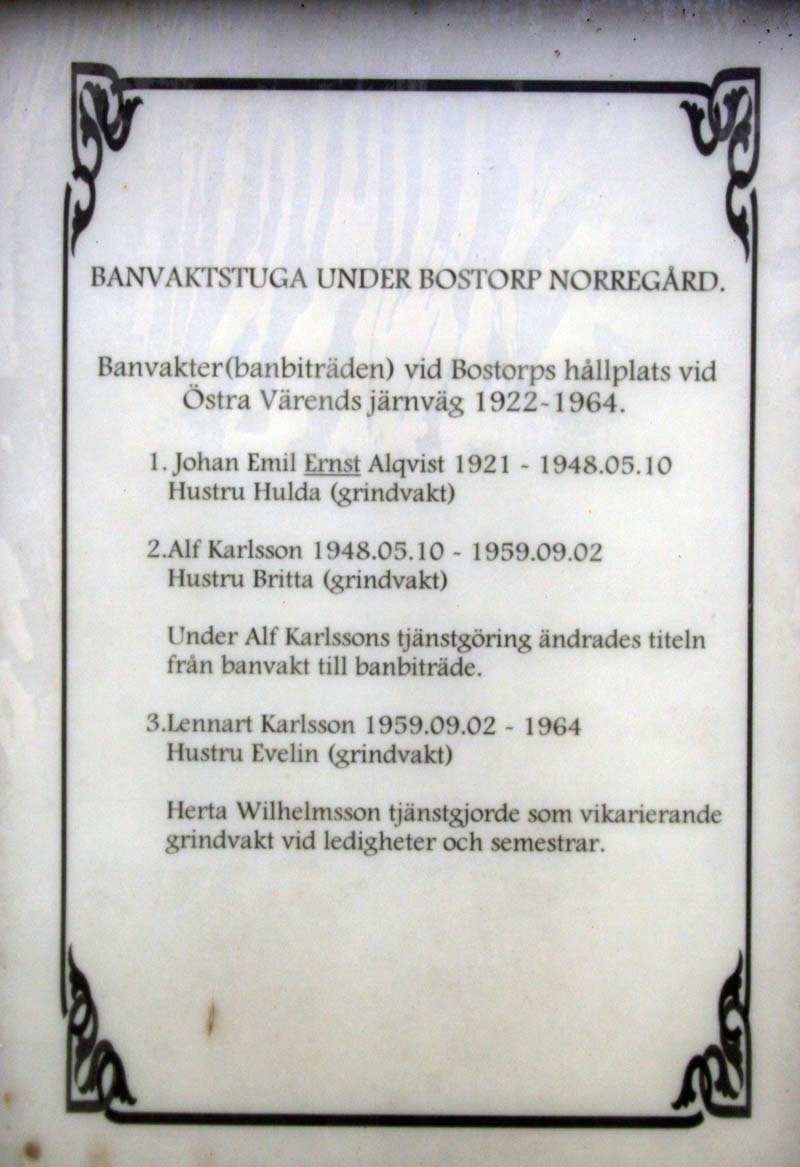 BANVAKTSTUGA UNDER BOSTORP NORREGÅRD.
Banvakter(banbiträden) vid Bostorps hållplats vid
Östra Värends järnväg 1922-1964.
1. Johan Emil Ernst Alqvist 1921 - 1948.05.10
Hustru Hulda (grindvakt)
2.Alf Karlsson 1948.05.10 - 1959.09.02
Hustru Britta (grindvakt)
Under Alf Karlssons tjänstgöring ändrades titeln
från banvakt till banbiträde.
3.Lennart Karlsson 1959.09.02 - 1964
Hustru Evelin (grindvakt)
Herta Wilhelmsson tjänstgjorde som vikarierande
grindvakt vid ledigheter och semestrar.